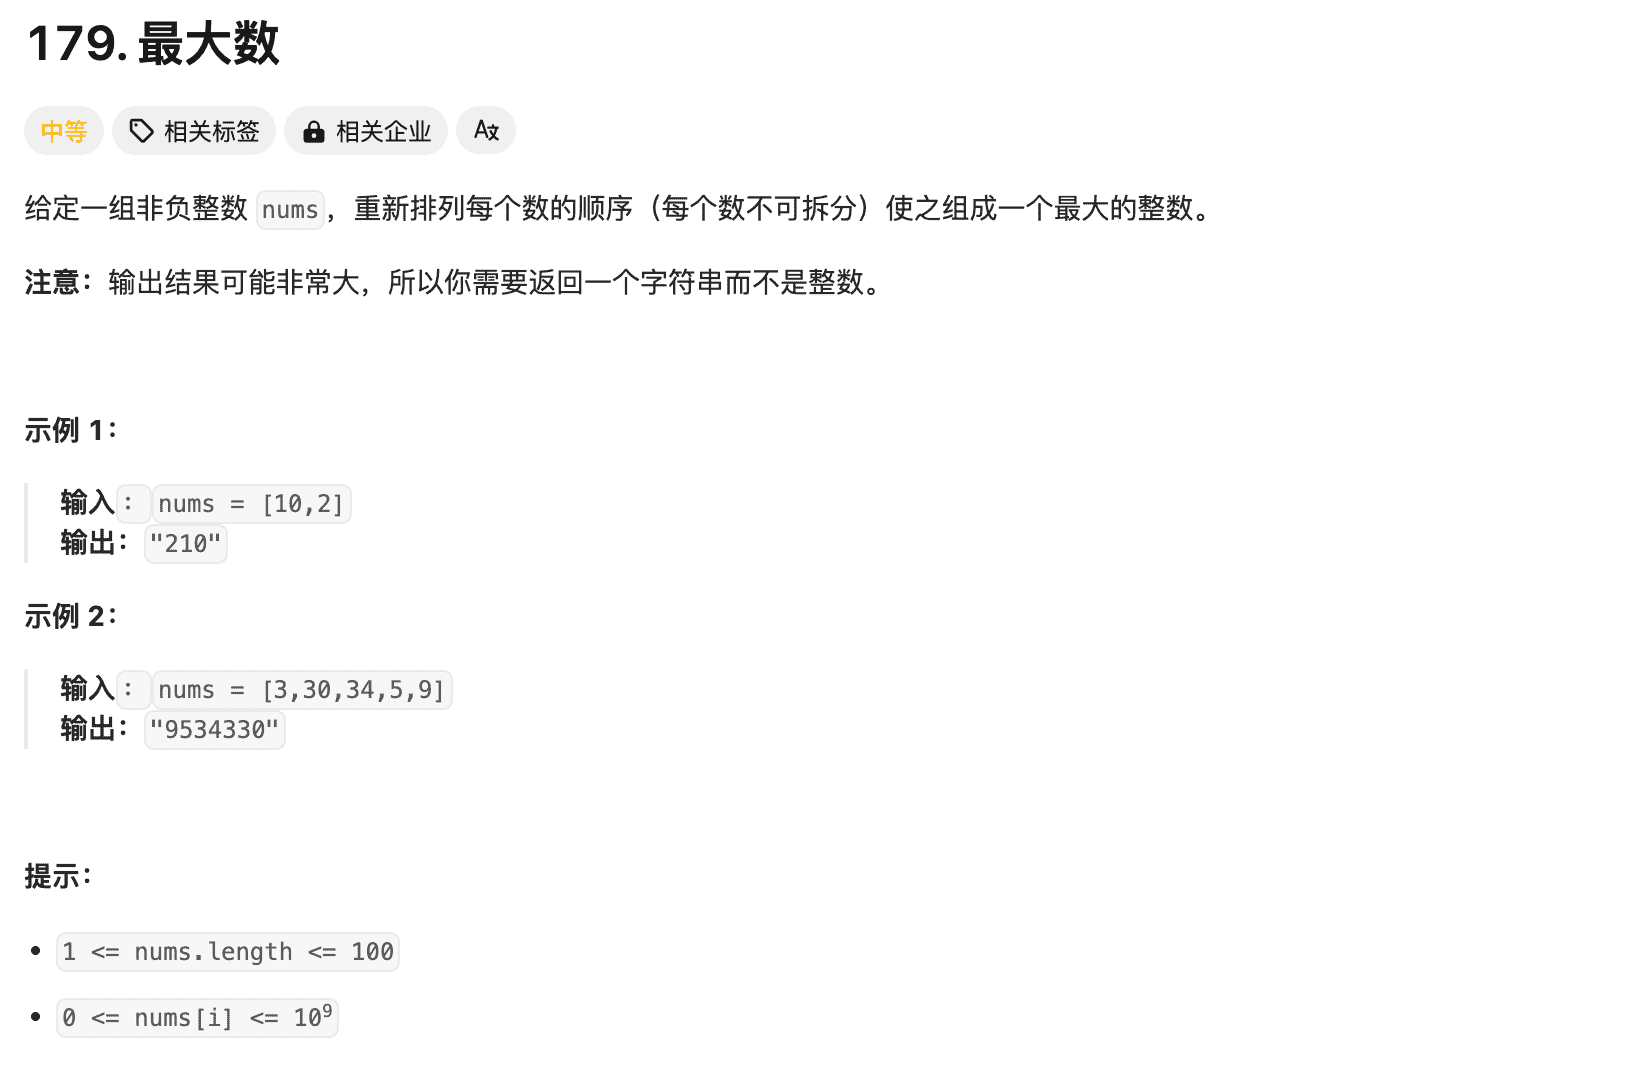 179. 最大数
中等 相关标签 相关企业 A文
给定一组非负整数 nums，重新排列每个数的顺序（每个数不可拆分）使之组成一个最大的整数。
注意：输出结果可能非常大，所以你需要返回一个字符串而不是整数。
示例 1：
输入：nums = [10,2]
输出："210"
示例 2：
输入：nums = [3,30,34,5,9]
输出："9534330"
提示：
• 1 <= nums.length <= 100
• 0 <= nums[i] <= 10⁹